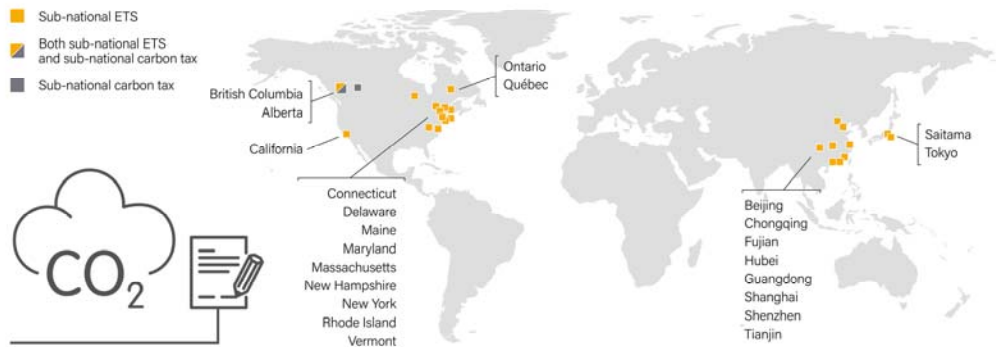 Sub-national ETS
Both sub-national ETS
and sub-national carbon tax
Sub-national carbon tax
British Columbia
Alberta
California
Ontario
Québec
Connecticut
Delaware
Maine
Maryland
Massachusetts
New Hampshire
New York
Rhode Island
Vermont
Saitama
Tokyo
Beijing
Chongqing
Fujian
Hubei
Guangdong
Shanghai
Shenzhen
Tianjin
CO₂